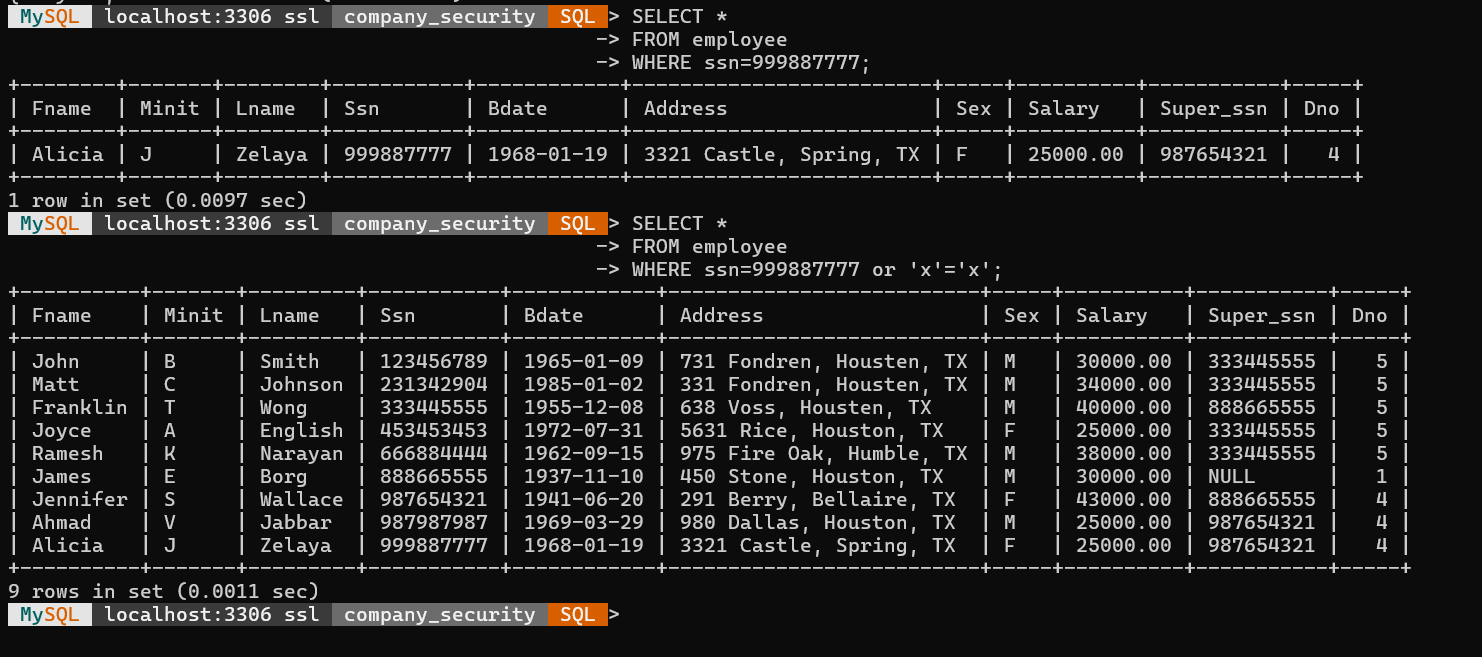 MySQL localhost:3306 ssl company_security SQL> SELECT *
-> FROM employee
-> WHERE ssn=999887777;
+--------+-------+--------+-----------+------------+--------------------------+-----+-----------+-----------+-----+
| Fname  | Minit | Lname  | Ssn       | Bdate      | Address                  | Sex | Salary   | Super_ssn | Dno |
+--------+-------+--------+-----------+------------+--------------------------+-----+-----------+-----------+-----+
| Alicia | J     | Zelaya | 999887777 | 1968-01-19 | 3321 Castle, Spring, TX | F   | 25000.00 | 987654321 |   4 |
+--------+-------+--------+-----------+------------+--------------------------+-----+-----------+-----------+-----+
1 row in set (0.0097 sec)
MySQL localhost:3306 ssl company_security SQL> SELECT *
-> FROM employee
-> WHERE ssn=999887777 or 'x'='x';
+----------+-------+---------+-----------+------------+--------------------------+-----+----------+-----------+-----+
| Fname    | Minit | Lname   | Ssn       | Bdate      | Address                  | Sex | Salary   | Super_ssn | Dno |
+----------+-------+---------+-----------+------------+--------------------------+-----+----------+-----------+-----+
| John     | B     | Smith   | 123456789 | 1965-01-09 | 731 Fondren, Housten, TX | M   | 30000.00 | 333445555 |   5 |
| Matt     | C     | Johnson | 231342904 | 1985-01-02 | 331 Fondren, Housten, TX | M   | 34000.00 | 333445555 |   5 |
| Franklin | T     | Wong    | 333445555 | 1955-12-08 | 638 Voss, Housten, TX    | M   | 40000.00 | 888665555 |   5 |
| Joyce    | A     | English | 453453453 | 1972-07-31 | 5631 Rice, Houston, TX   | F   | 25000.00 | 333445555 |   5 |
| Ramesh   | K     | Narayan | 666884444 | 1962-09-15 | 975 Fire Oak, Humble, TX | M   | 38000.00 | 333445555 |   5 |
| James    | E     | Borg    | 888665555 | 1937-11-10 | 450 Stone, Houston, TX   | M   | 30000.00 | NULL      |   1 |
| Jennifer | S     | Wallace | 987654321 | 1941-06-20 | 291 Berry, Bellaire, TX  | F   | 43000.00 | 888665555 |   4 |
| Ahmad    | V     | Jabbar  | 987987987 | 1969-03-29 | 980 Dallas, Houston, TX  | M   | 25000.00 | 987654321 |   4 |
| Alicia   | J     | Zelaya  | 999887777 | 1968-01-19 | 3321 Castle, Spring, TX  | F   | 25000.00 | 987654321 |   4 |
+----------+-------+---------+-----------+------------+--------------------------+-----+----------+-----------+-----+
9 rows in set (0.0011 sec)
MySQL localhost:3306 ssl company_security SQL>